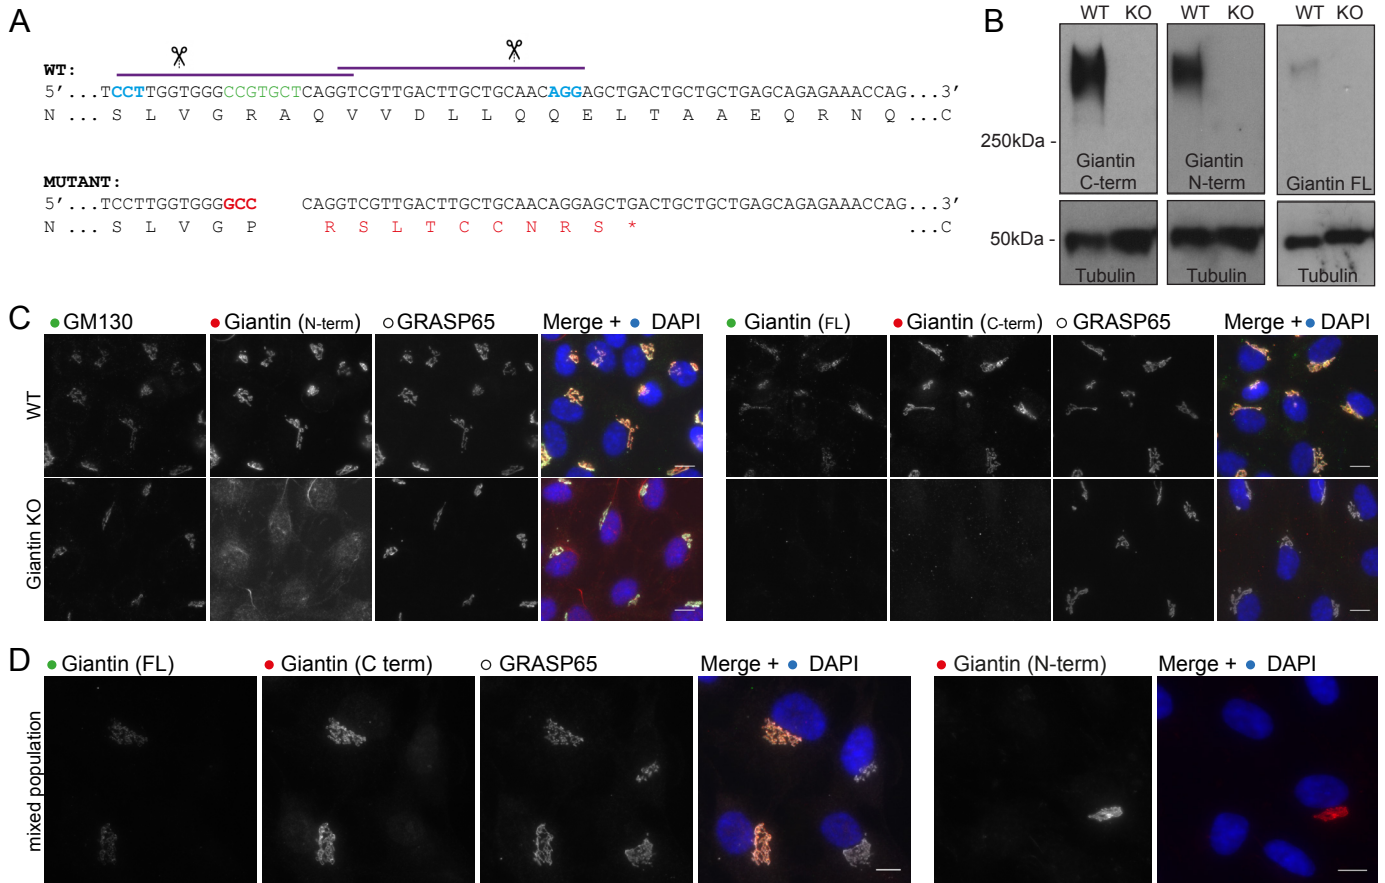 A
WT:
5’...TCCTTGGTGGGCCGTGCTCAGGTCGTTGACTTGCTGCAACAGGAGCTGACTGCTGCTGAGCAGAGAAACCAG...3’
N ... S L V G R A Q V V D L L Q Q E L T A A E Q R N Q ...C
MUTANT:
5’...TCCTTGGTGGGGCC CAGGTCGTTGACTTGCTGCAACAGGAGCTGACTGCTGCTGAGCAGAGAAACCAG...3’
N ... S L V G P R S L T C C N R S * ...C
B
WT KO WT KO WT KO
250kDa -
Giantin C-term
Giantin N-term
Giantin FL
50kDa -
Tubulin Tubulin Tubulin
C
GM130 Giantin (N-term) GRASP65 Merge + DAPI Giantin (FL) Giantin (C-term) GRASP65 Merge + DAPI
WT
Giantin KO
D
Giantin (FL) Giantin (C term) GRASP65 Merge + DAPI Giantin (N-term) Merge + DAPI
mixed population